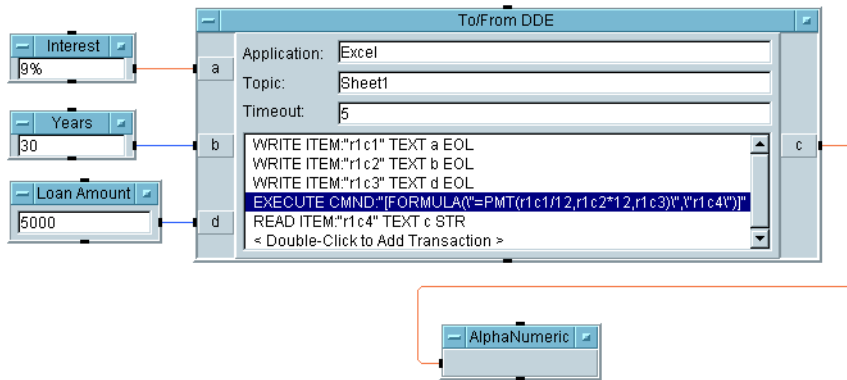 To/From DDE
Interest
9%
a
Application: Excel
Topic: Sheet1
Timeout: 5
Years
30
b
WRITE ITEM:"r1c1" TEXT a EOL
WRITE ITEM:"r1c2" TEXT b EOL
WRITE ITEM:"r1c3" TEXT d EOL
EXECUTE CMND:"[FORMULA(\"=PMT(r1c1/12,r1c2*12,r1c3)\",\"r1c4\")]"
READ ITEM:"r1c4" TEXT c STR
< Double-Click to Add Transaction >
c
Loan Amount
5000
d
AlphaNumeric